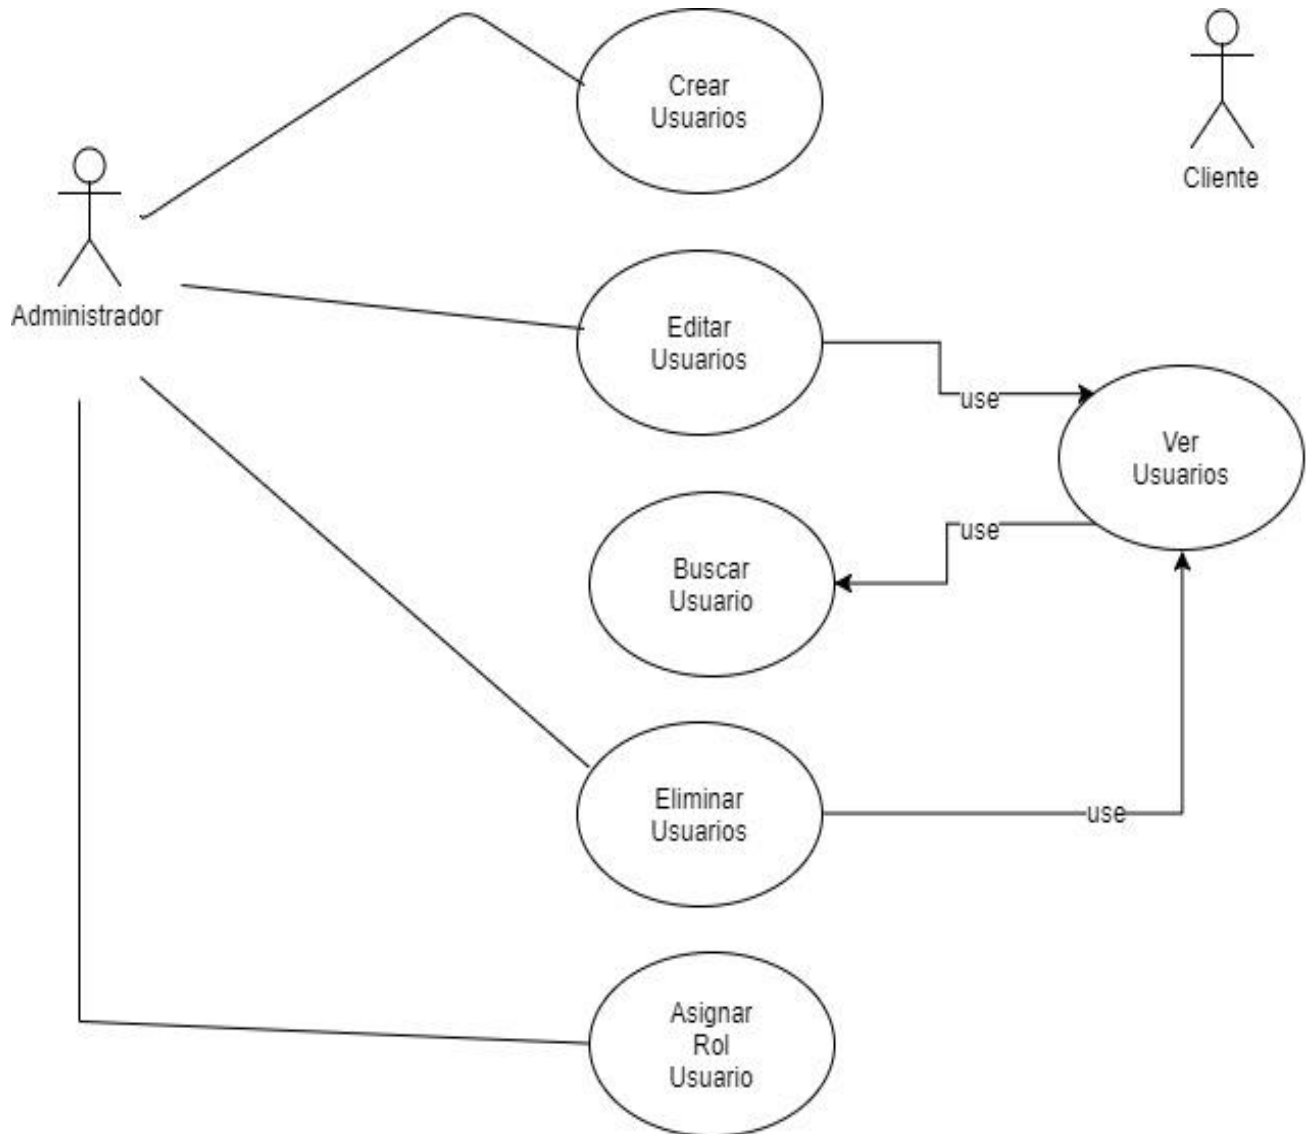 Crear
Usuarios
Cliente
Administrador
Editar
Usuarios
use
Ver
Usuarios
use
Buscar
Usuario
Eliminar
Usuarios
use
Asignar
Rol
Usuario